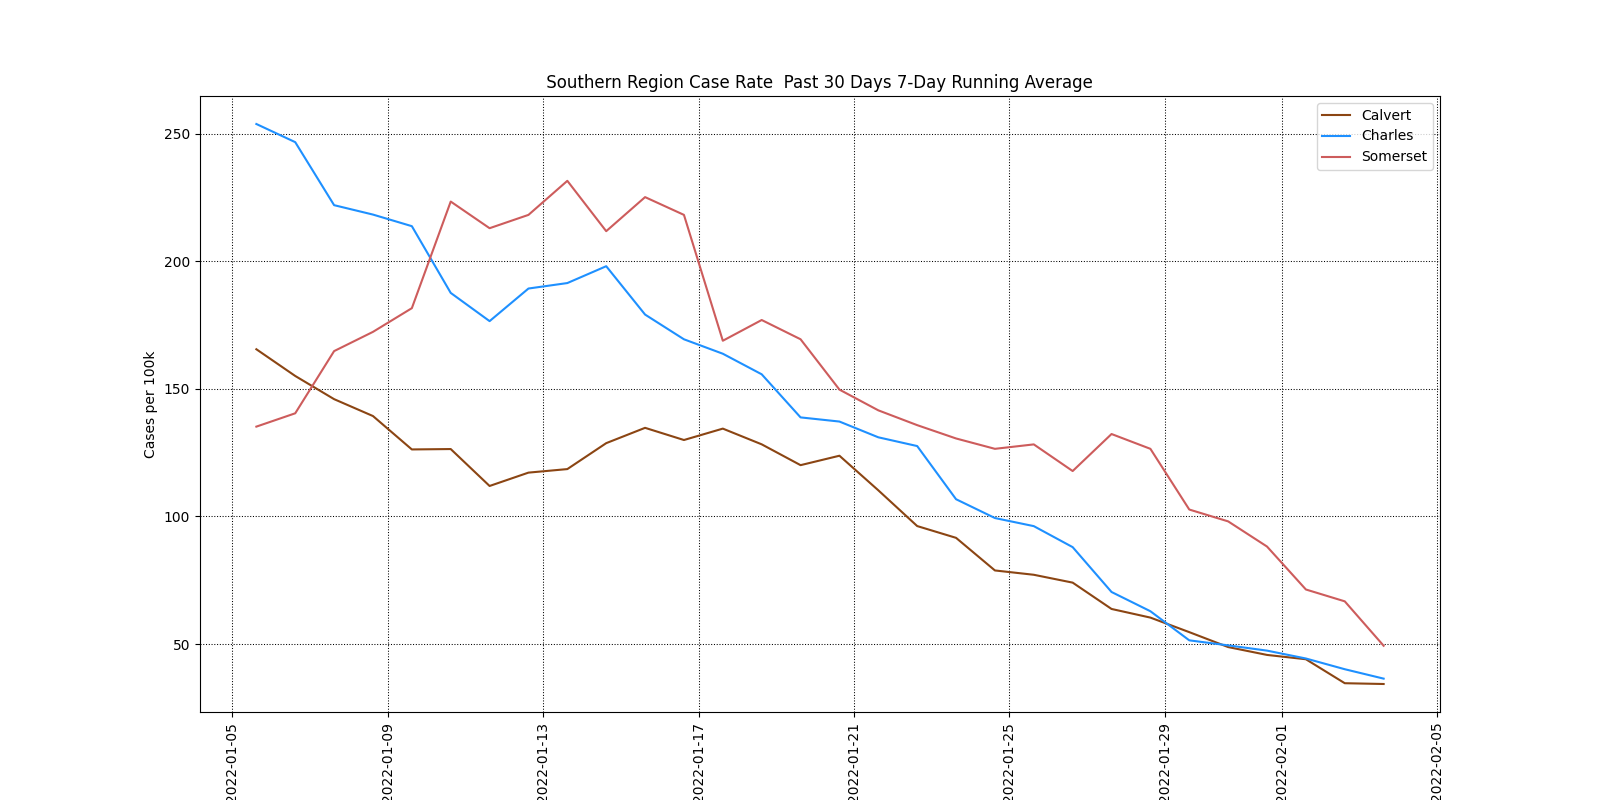 Southern Region Case Rate  Past 30 Days 7-Day Running Average
Calvert
Charles
Somerset
Cases per 100k
250
200
150
100
50
2022-01-05
2022-01-09
2022-01-13
2022-01-17
2022-01-21
2022-01-25
2022-01-29
2022-02-01
2022-02-05